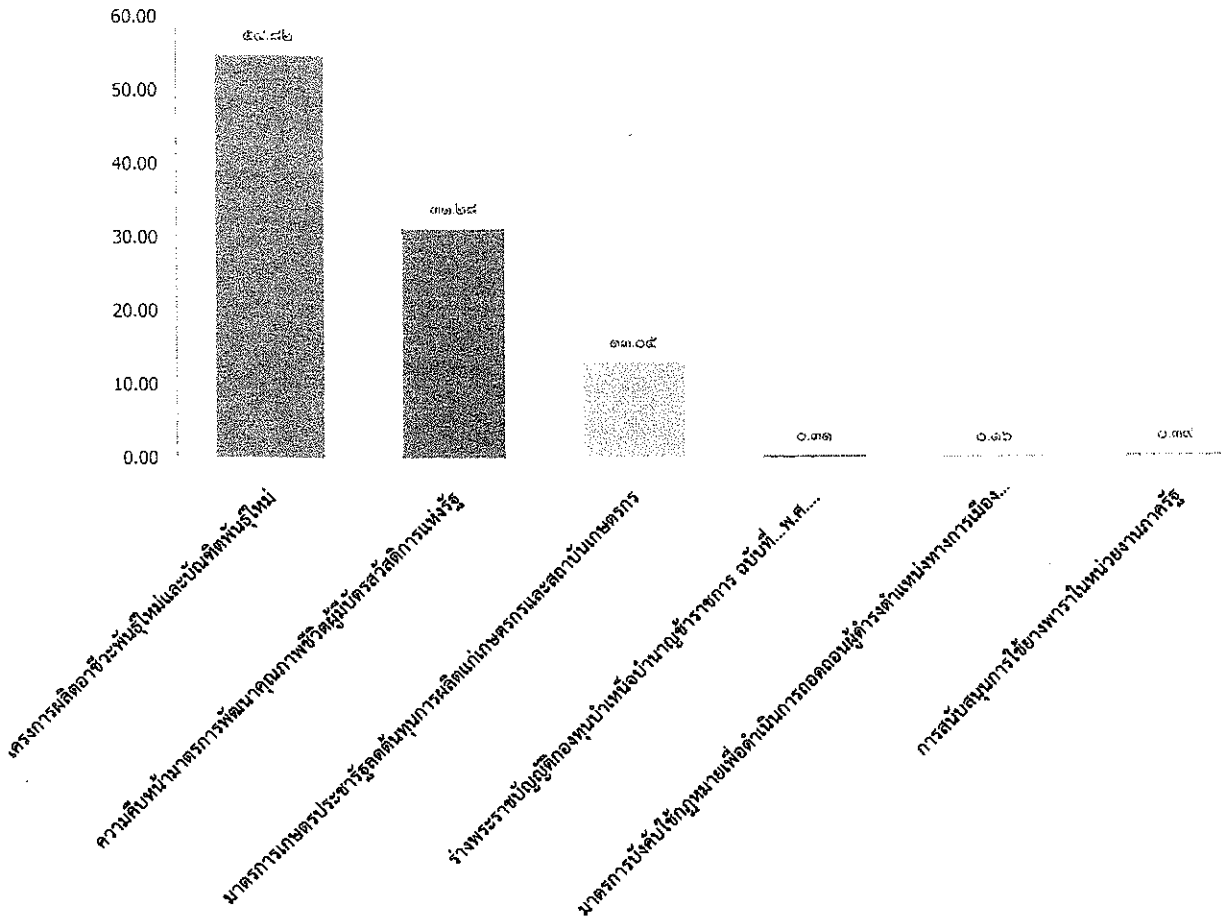 60.00
50.00
40.00
30.00
20.00
10.00
0.00
๕๔.๘๒
๓๑.๒๘
๑๓.๐๕
๐.๓๑
๐.๑๖
๐.๓๙
โครงการผลิตอาชีวะพันธุ์ใหม่และบัณฑิตพันธุ์ใหม่
ความคืบหน้ามาตรการพัฒนาคุณภาพชีวิตผู้มีบัตรสวัสดิการแห่งรัฐ
มาตรการเกษตรประชารัฐลดต้นทุนการผลิตแก่เกษตรกรและสถาบันเกษตรกร
ร่างพระราชบัญญัติกองทุนบำเหน็จบำนาญข้าราชการ ฉบับที่....พ.ศ....
มาตรการบังคับใช้กฎหมายเพื่อดำเนินการถอดถอนผู้ดำรงตำแหน่งทางการเมือง...
การสนับสนุนการใช้ยางพาราในหน่วยงานภาครัฐ